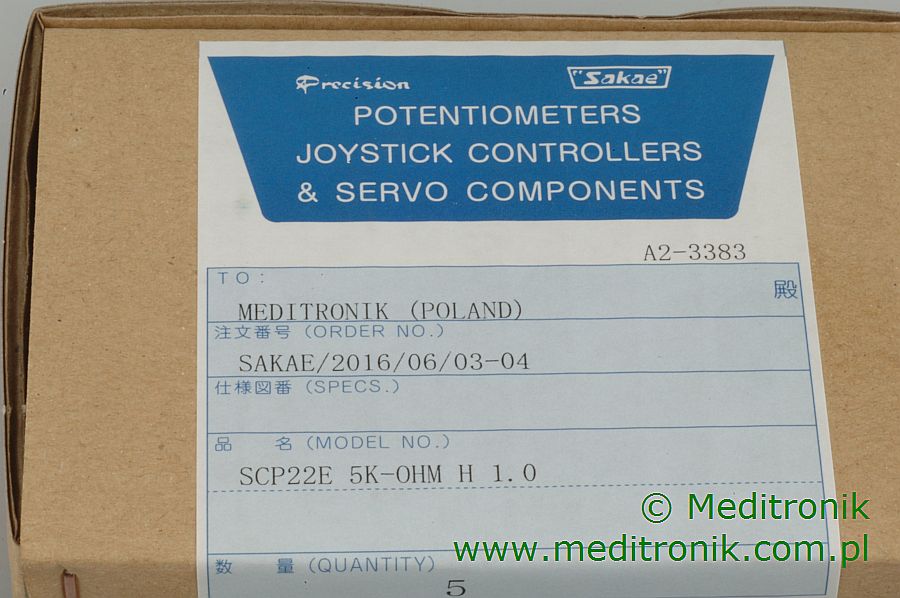 Precision "Sakae"
POTENTIOMETERS
JOYSTICK CONTROLLERS
& SERVO COMPONENTS
A2-3383
TO:
殿
MEDITRONIK (POLAND)
注文番号 (ORDER NO.)
SAKAE/2016/06/03-04
仕様図番 (SPECS.)
品 名 (MODEL NO.)
SCP22E 5K-OHM H 1.0
数 量 (QUANTITY)
5
© Meditronik
www.meditronik.com.pl